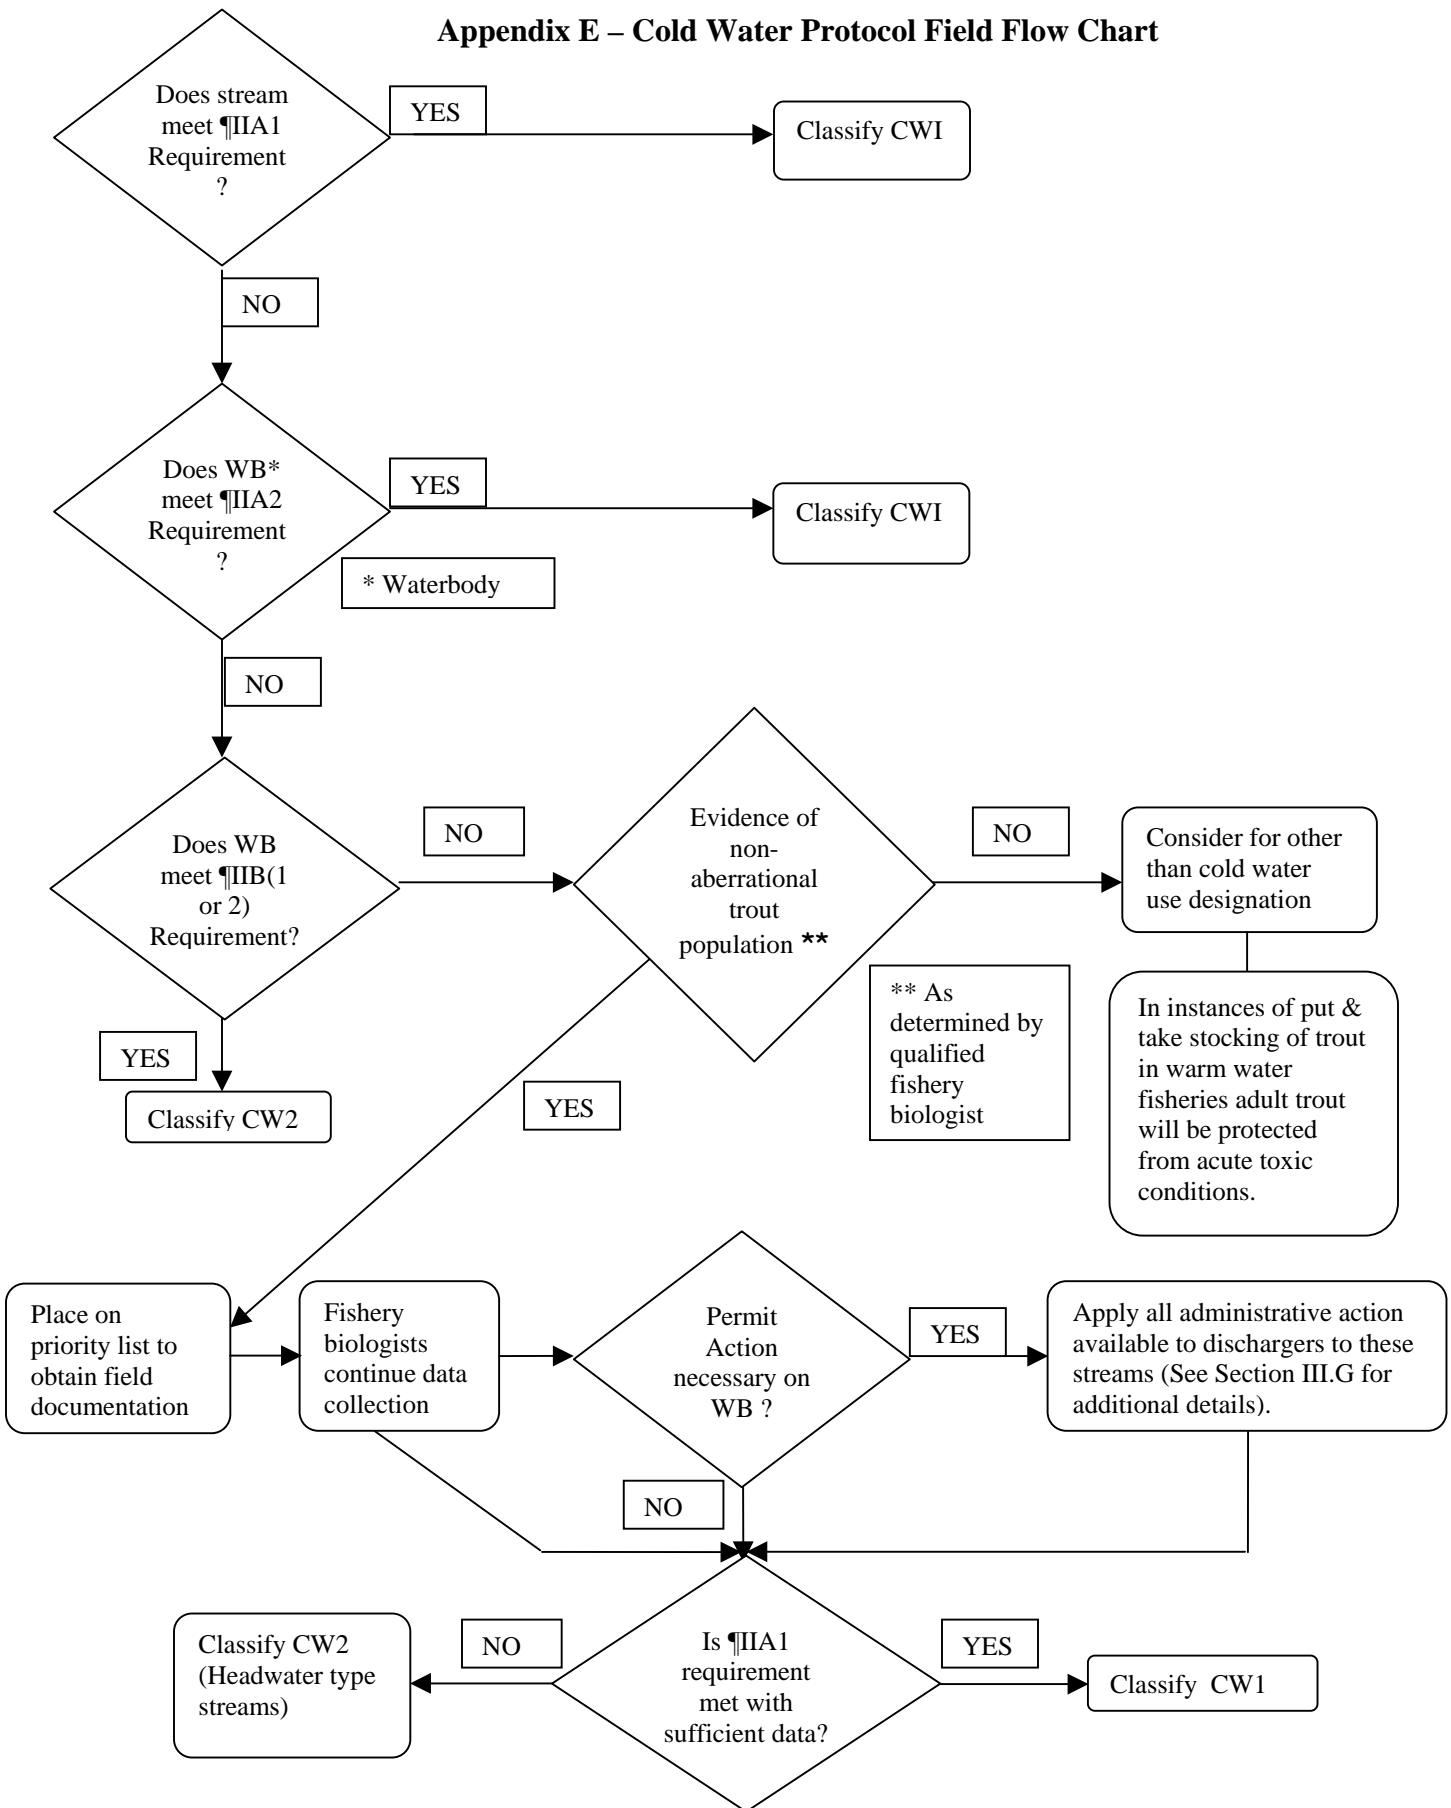 Appendix E – Cold Water Protocol Field Flow Chart
Does stream
meet ¶IIA1
Requirement
?
YES
Classify CWI
NO
Does WB*
meet ¶IIA2
Requirement
?
YES
Classify CWI
* Waterbody
NO
Does WB
meet ¶IIB(1
or 2)
Requirement?
NO
Evidence of
non-
aberrational
trout
population **
NO
Consider for other
than cold water
use designation
** As
determined by
qualified
fishery
biologist
In instances of put &
take stocking of trout
in warm water
fisheries adult trout
will be protected
from acute toxic
conditions.
YES
Classify CW2
YES
Place on
priority list to
obtain field
documentation
Fishery
biologists
continue data
collection
Permit
Action
necessary on
WB ?
YES
Apply all administrative action
available to dischargers to these
streams (See Section III.G for
additional details).
NO
Classify CW2
(Headwater type
streams)
NO
Is ¶IIA1
requirement
met with
sufficient data?
YES
Classify CW1